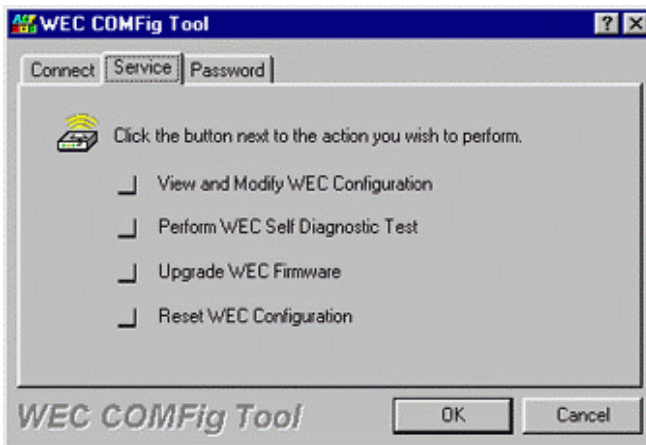 WEC COMFig Tool
Connect Service Password
Click the button next to the action you wish to perform.
View and Modify WEC Configuration
Perform WEC Self Diagnostic Test
Upgrade WEC Firmware
Reset WEC Configuration
WEC COMFig Tool OK Cancel